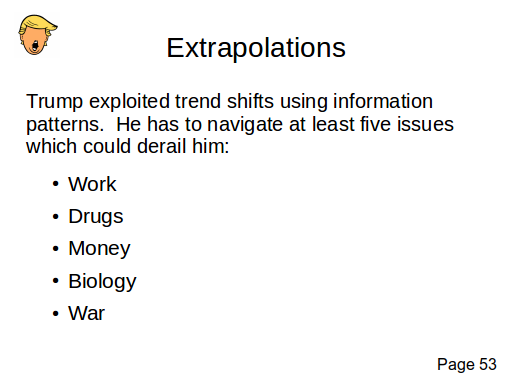 Extrapolations
Trump exploited trend shifts using information
patterns.  He has to navigate at least five issues
which could derail him:
• Work
• Drugs
• Money
• Biology
• War
Page 53